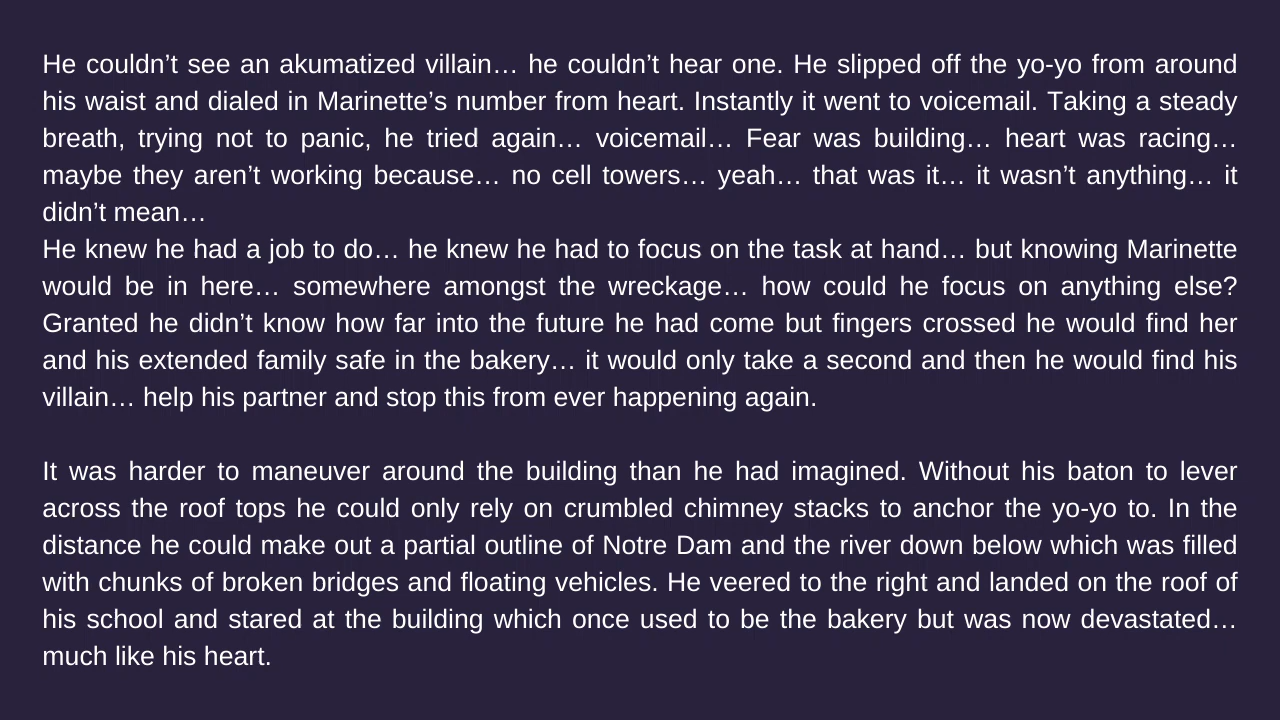 He couldn’t see an akumatized villain… he couldn’t hear one. He slipped off the yo-yo from around
his waist and dialed in Marinette’s number from heart. Instantly it went to voicemail. Taking a steady
breath, trying not to panic, he tried again… voicemail… Fear was building… heart was racing…
maybe they aren’t working because… no cell towers… yeah… that was it… it wasn’t anything… it
didn’t mean…
He knew he had a job to do… he knew he had to focus on the task at hand… but knowing Marinette
would be in here… somewhere amongst the wreckage… how could he focus on anything else?
Granted he didn’t know how far into the future he had come but fingers crossed he would find her
and his extended family safe in the bakery… it would only take a second and then he would find his
villain… help his partner and stop this from ever happening again.
It was harder to maneuver around the building than he had imagined. Without his baton to lever
across the roof tops he could only rely on crumbled chimney stacks to anchor the yo-yo to. In the
distance he could make out a partial outline of Notre Dam and the river down below which was filled
with chunks of broken bridges and floating vehicles. He veered to the right and landed on the roof of
his school and stared at the building which once used to be the bakery but was now devastated…
much like his heart.